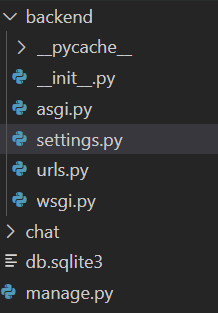 backend
__pycache__
__init__.py
asgi.py
settings.py
urls.py
wsgi.py
chat
db.sqlite3
manage.py